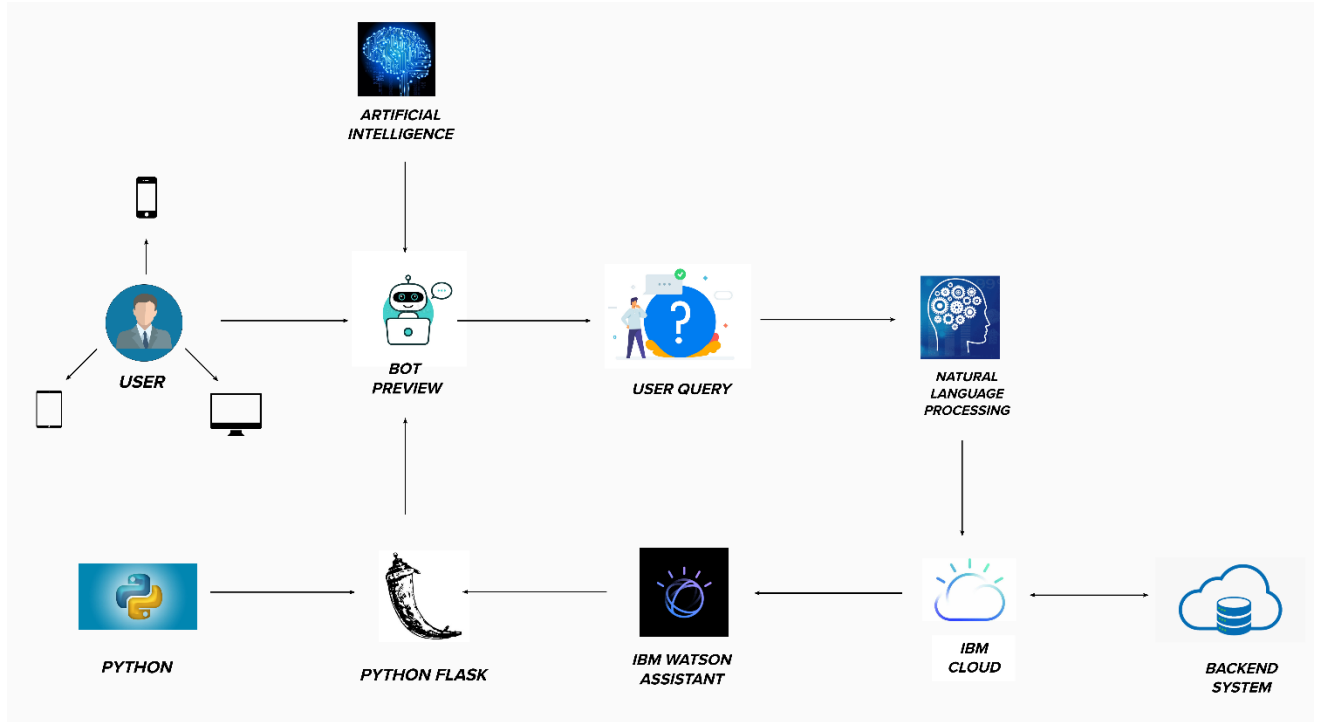 ARTIFICIAL
INTELLIGENCE
USER
BOT
PREVIEW
USER QUERY
NATURAL
LANGUAGE
PROCESSING
PYTHON
PYTHON FLASK
IBM WATSON
ASSISTANT
IBM
CLOUD
BACKEND
SYSTEM